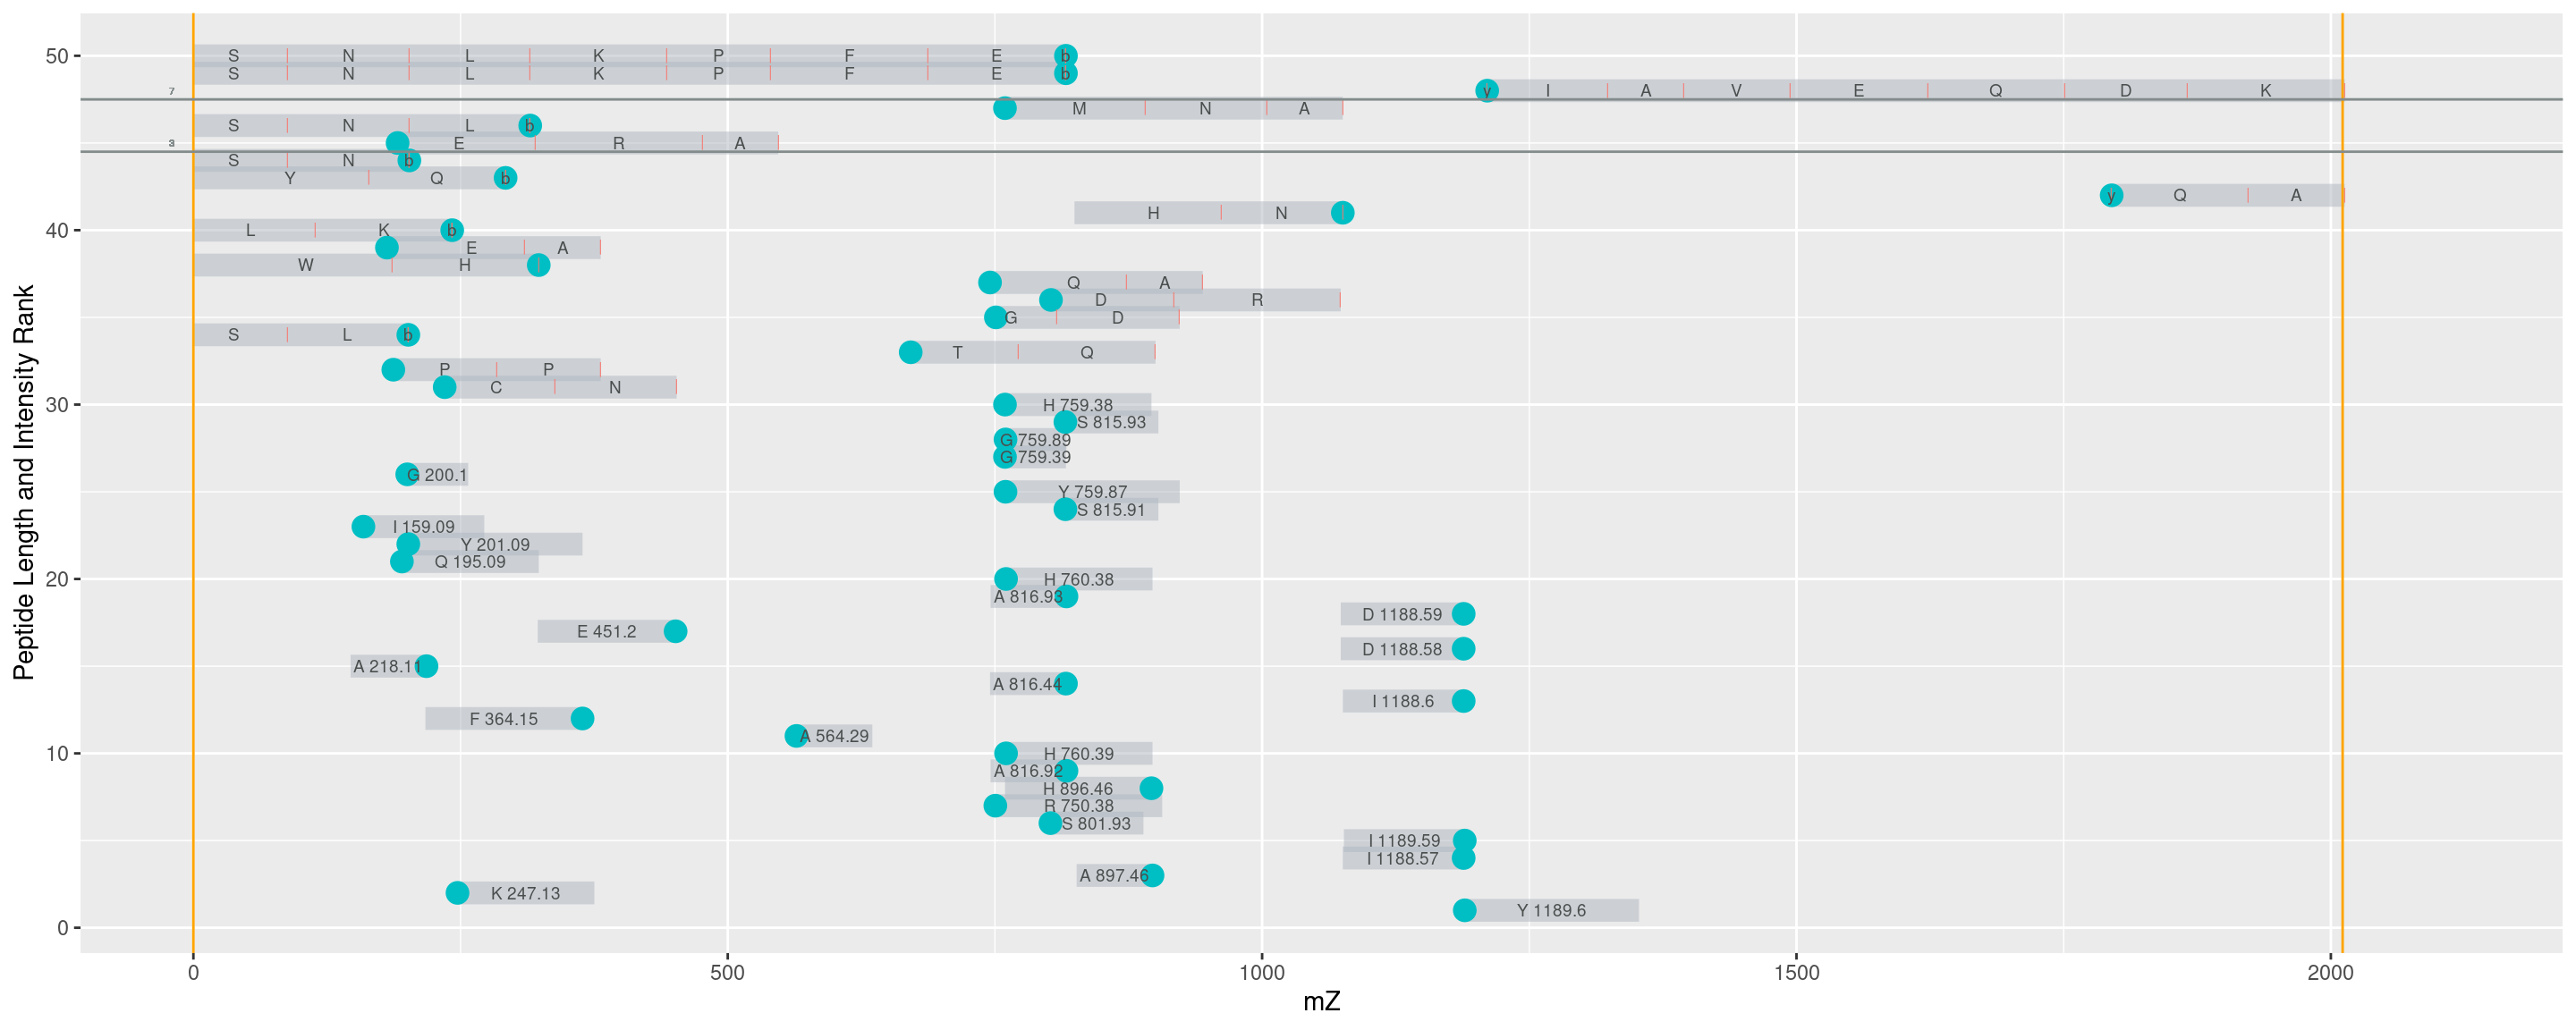 50
S N L K P F E b
S N L K P F E b
7
y I A V E Q D K
M N A
S N L b
3
E R A
S N b
Y Q b
y Q A
H N
40
L K b
E A
W H
Q A
D R
G D
S L b
T Q
P P
C N
30
H 759.38
S 815.93
G 759.89
G 759.39
G 200.1
Y 759.87
S 815.91
I 159.09
Y 201.09
Q 195.09
20
H 760.38
A 816.93
D 1188.59
E 451.2
D 1188.58
A 218.11
A 816.44
I 1188.6
F 364.15
A 564.29
10
H 760.39
A 816.92
H 896.46
R 750.38
S 801.93
I 1189.59
I 1188.57
A 897.46
K 247.13
Y 1189.6
0
0 500 1000 1500 2000
mZ
Peptide Length and Intensity Rank